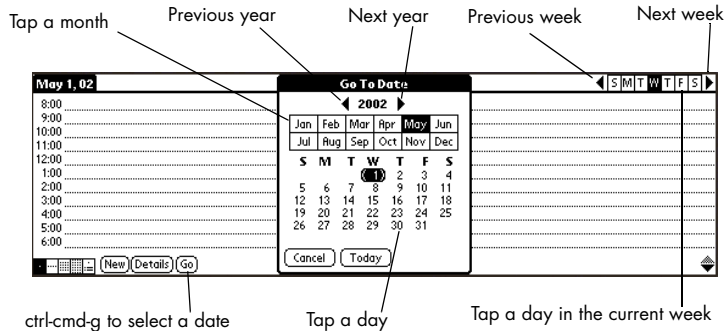 Tap a month
Previous year
Next year
Previous week
Next week
May 1, 02
Go To Date
S M T W T F S
2002
8:00
9:00
10:00
11:00
12:00
1:00
2:00
3:00
4:00
5:00
6:00
Jan Feb Mar Apr May Jun
Jul Aug Sep Oct Nov Dec
S M T W T F S
1 2 3 4
5 6 7 8 9 10 11
12 13 14 15 16 17 18
19 20 21 22 23 24 25
26 27 28 29 30 31
Cancel Today
New Details Go
ctrl-cmd-g to select a date
Tap a day
Tap a day in the current week